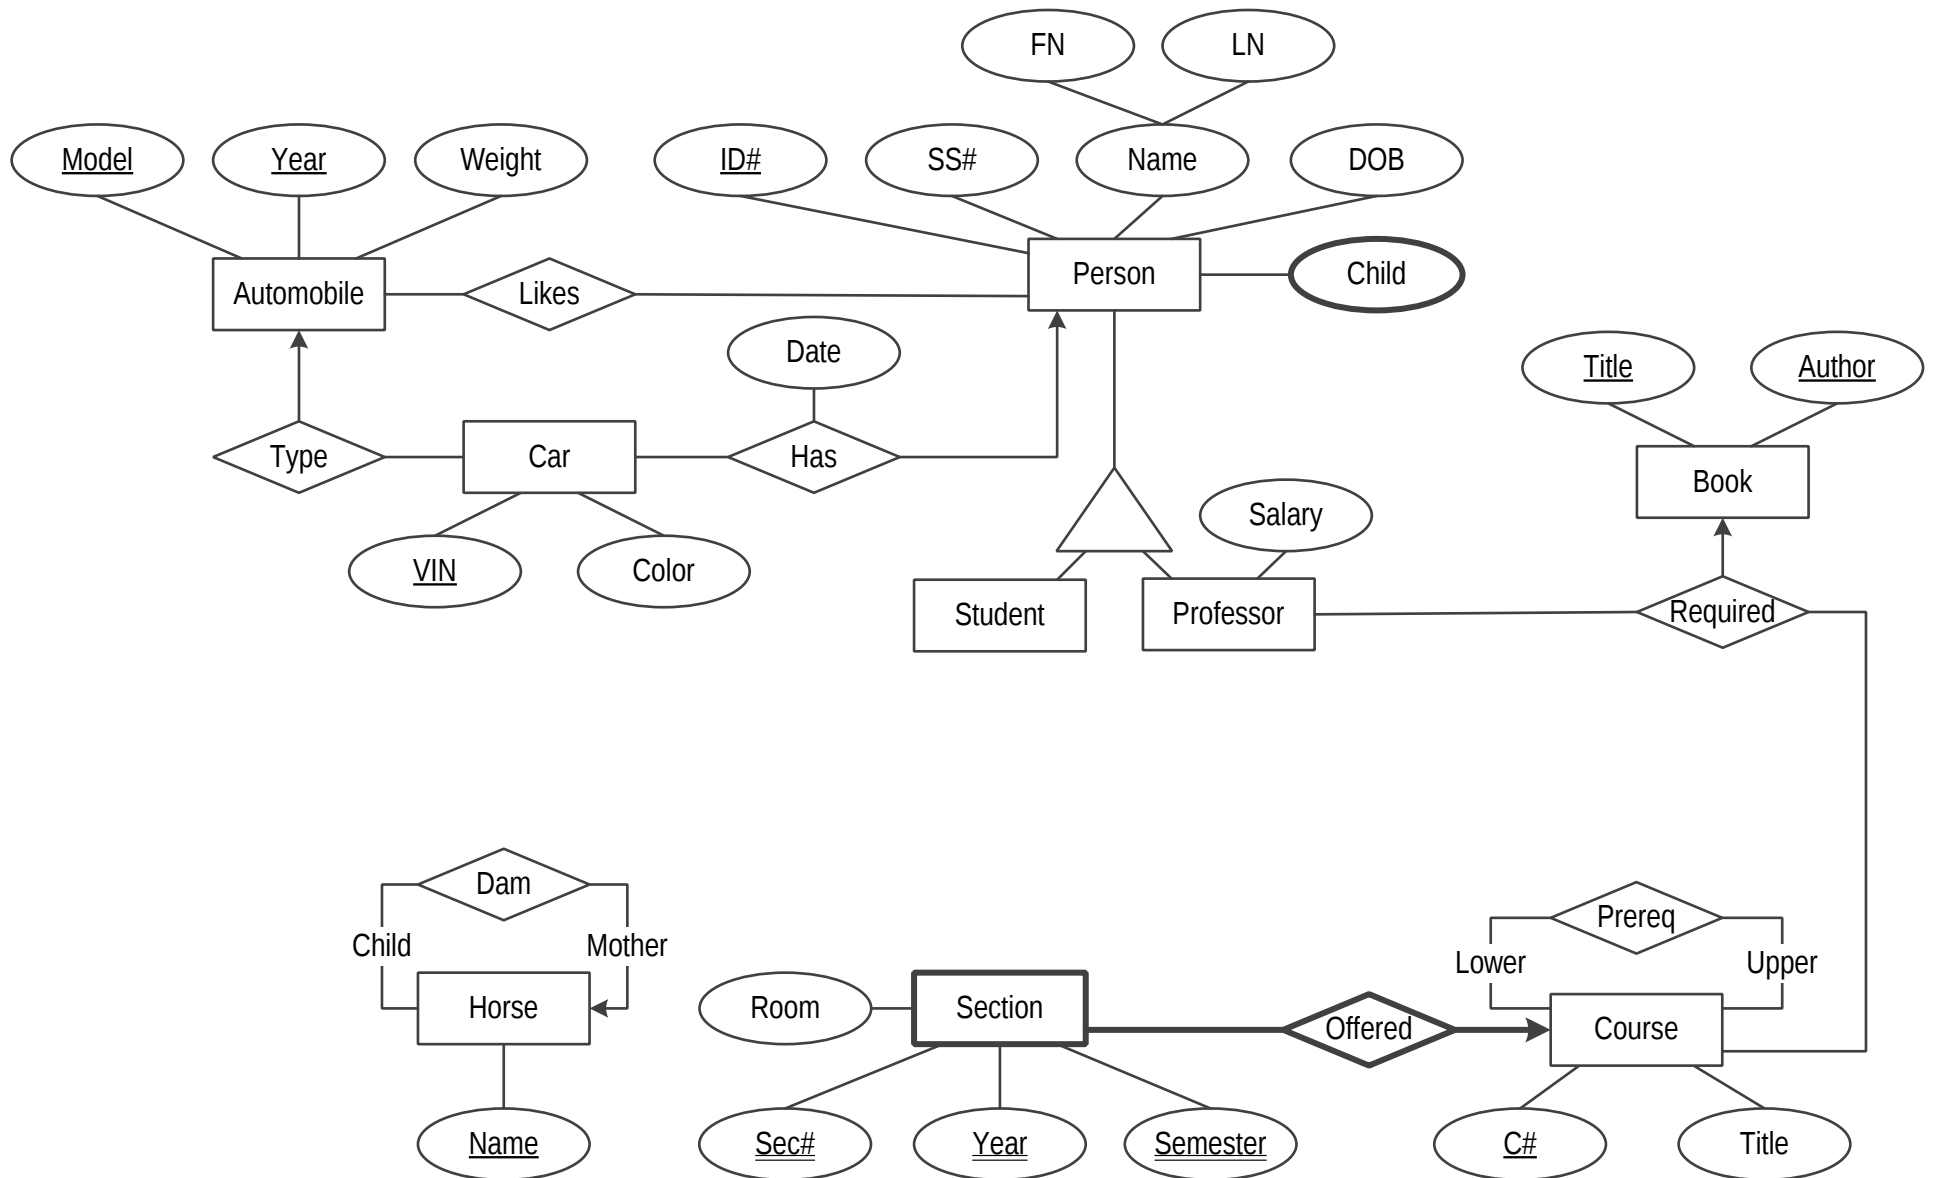 FN
LN
Model
Year
Weight
ID#
SS#
Name
DOB
Automobile
Likes
Person
Child
Date
Title
Author
Type
Car
Has
Book
VIN
Color
Salary
Student
Professor
Required
Dam
Prereq
Child
Mother
Lower
Upper
Horse
Room
Section
Offered
Course
Name
Sec#
Year
Semester
C#
Title